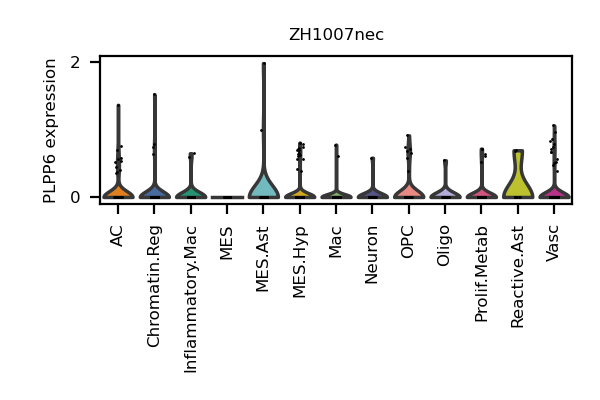 ZH1007nec
PLPP6 expression
2
0
AC
Chromatin.Reg
Inflammatory.Mac
MES
MES.Ast
MES.Hyp
Mac
Neuron
OPC
Oligo
Prolif.Metab
Reactive.Ast
Vasc